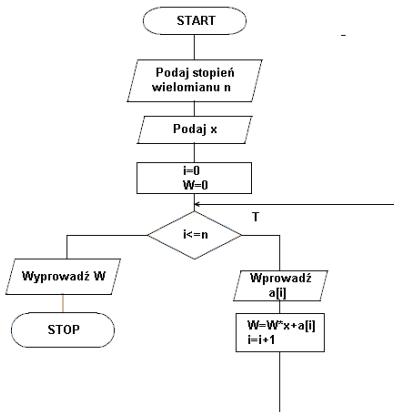 START
Podaj stopień
wielomianu n
Podaj x
i=0
W=0
T
i<=n
Wyprowadź W
Wprowadź
a[i]
STOP
W=W*x+a[i]
i=i+1